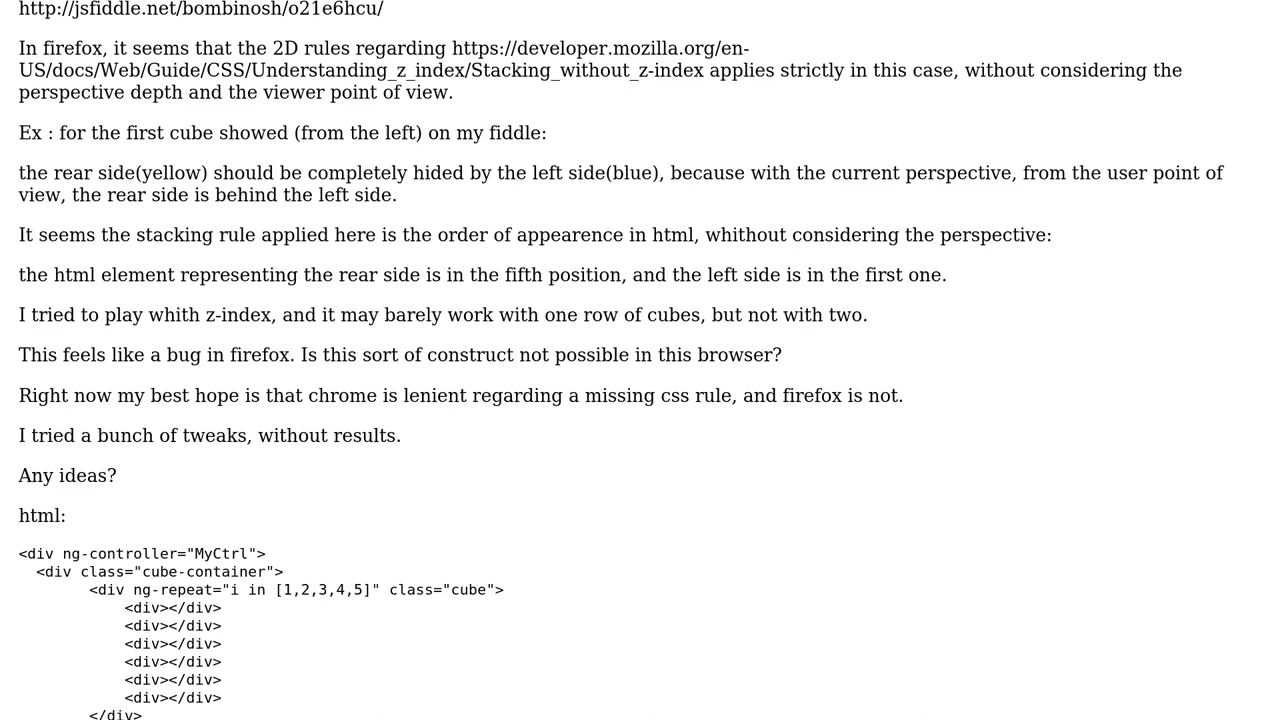 http://jsfiddle.net/bombinosh/o21e6hcu/
In firefox, it seems that the 2D rules regarding https://developer.mozilla.org/en-
US/docs/Web/Guide/CSS/Understanding_z_index/Stacking_without_z-index applies strictly in this case, without considering the
perspective depth and the viewer point of view.
Ex : for the first cube showed (from the left) on my fiddle:
the rear side(yellow) should be completely hided by the left side(blue), because with the current perspective, from the user point of
view, the rear side is behind the left side.
It seems the stacking rule applied here is the order of appearence in html, whithout considering the perspective:
the html element representing the rear side is in the fifth position, and the left side is in the first one.
I tried to play whith z-index, and it may barely work with one row of cubes, but not with two.
This feels like a bug in firefox. Is this sort of construct not possible in this browser?
Right now my best hope is that chrome is lenient regarding a missing css rule, and firefox is not.
I tried a bunch of tweaks, without results.
Any ideas?
html:
<div ng-controller="MyCtrl">
  <div class="cube-container">
        <div ng-repeat="i in [1,2,3,4,5]" class="cube">
            <div></div>
            <div></div>
            <div></div>
            <div></div>
            <div></div>
            <div></div>
        </div>